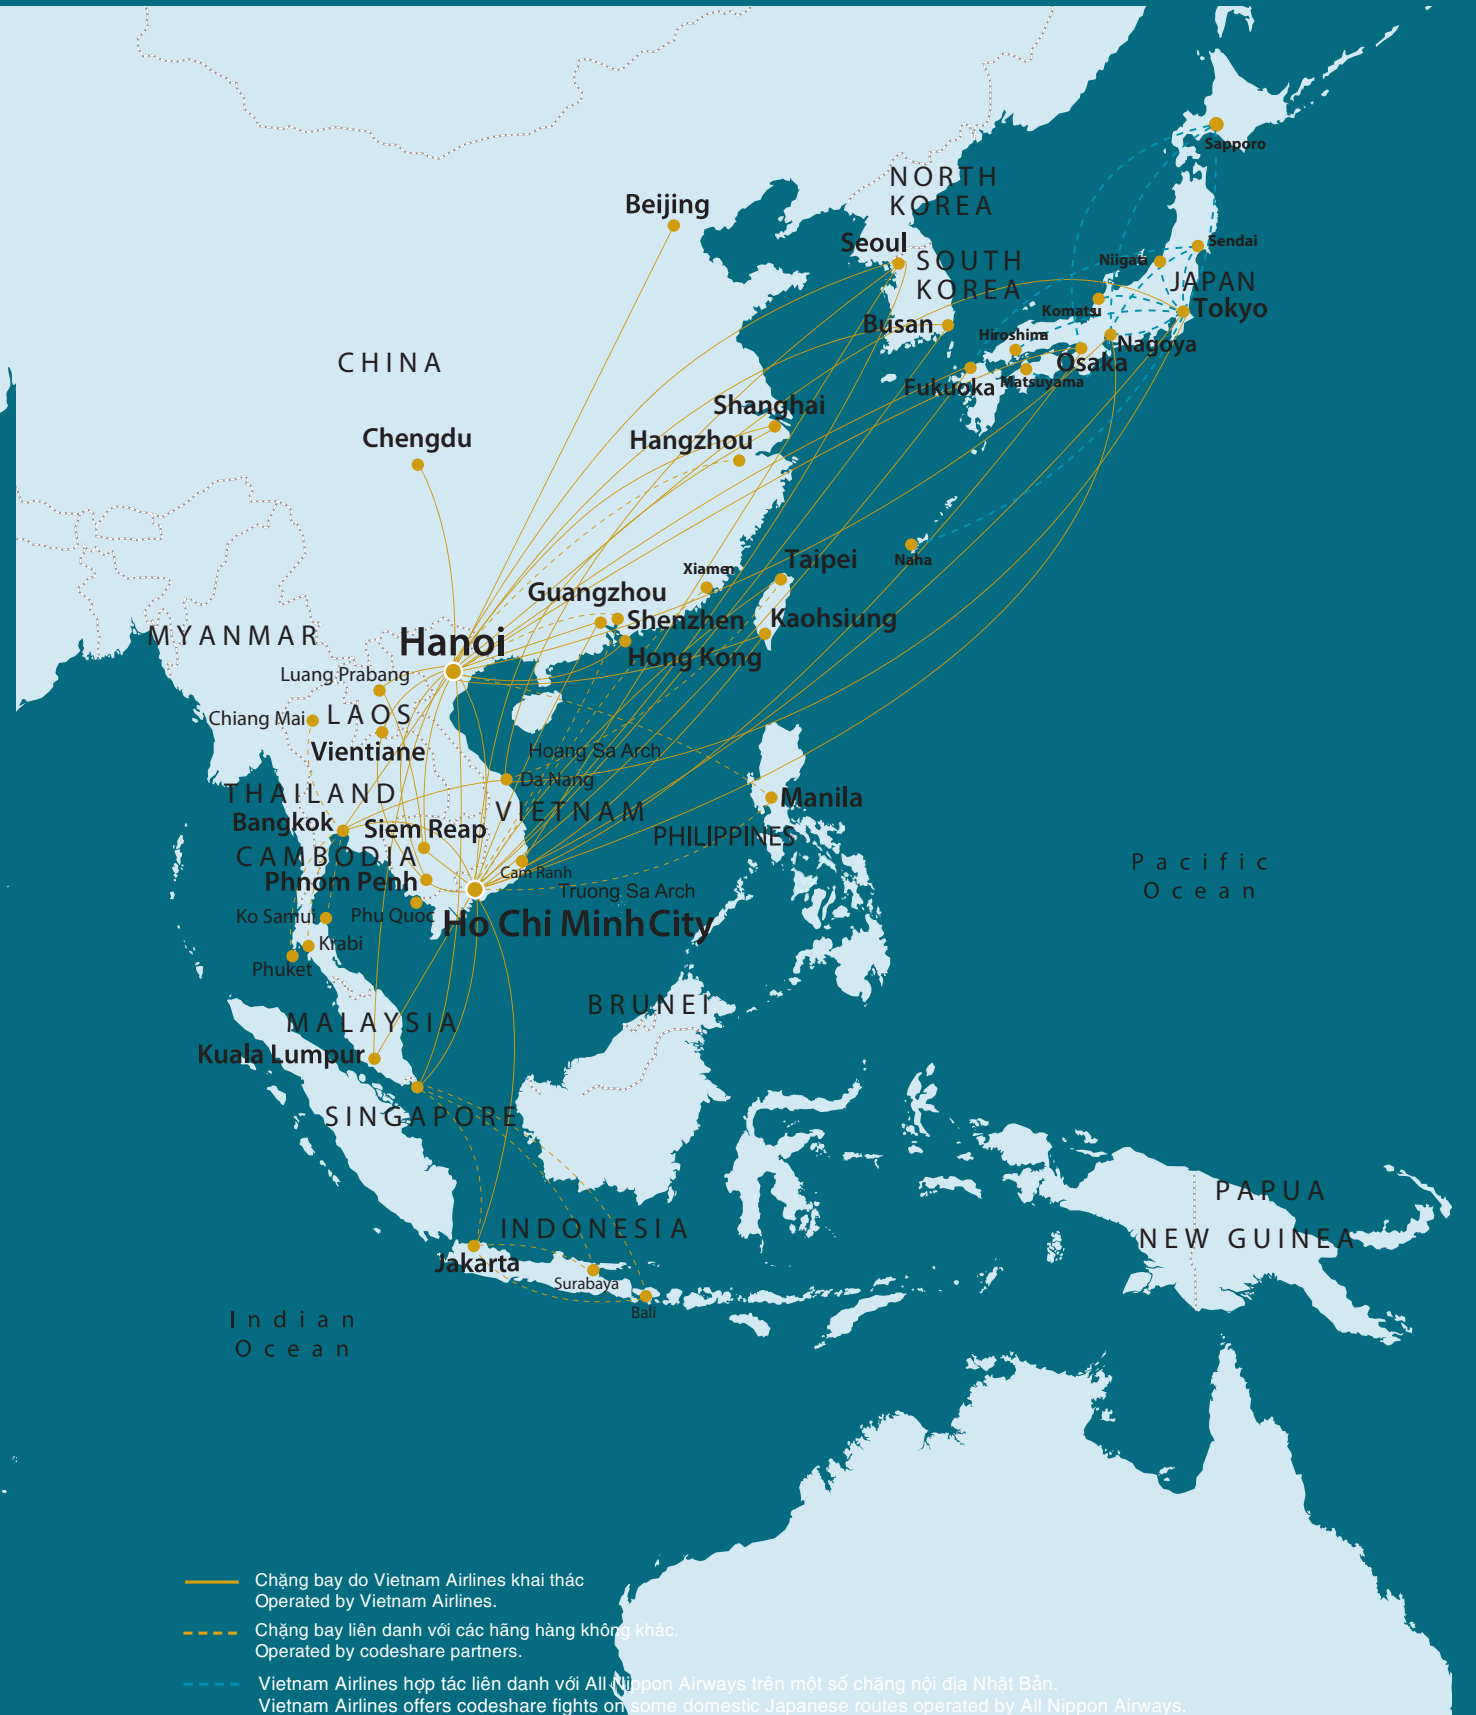 Sapporo
NORTH
KOREA
Beijing
Seoul
Sendai
SOUTH
KOREA
Niigata
JAPAN
Tokyo
Komatsu
Busan
Hiroshima
Nagoya
CHINA
Osaka
Fukuoka
Matsuyama
Shanghai
Chengdu
Hangzhou
Taipei
Naha
Xiamen
Guangzhou
Shenzhen
Kaohsiung
MYANMAR
Hanoi
Hong Kong
Luang Prabang
Chiang Mai
LAOS
Vientiane
Hoang Sa Arch
Da Nang
THAILAND
VIETNAM
Manila
Bangkok
Siem Reap
PHILIPPINES
CAMBODIA
Pacific
Ocean
Cam Ranh
Phnom Penh
Truong Sa Arch
Ko Samui
Phu Quoc
Ho Chi Minh City
Krabi
Phuket
BRUNEI
MALAYSIA
Kuala Lumpur
SINGAPORE
PAPUA
NEW GUINEA
INDONESIA
Jakarta
Surabaya
Bali
Indian
Ocean
Chặng bay do Vietnam Airlines khai thác
Operated by Vietnam Airlines.
Chặng bay liên danh với các hãng hàng không khác.
Operated by codeshare partners.
Vietnam Airlines hợp tác liên danh với All Nippon Airways trên một số chặng nội địa Nhật Bản.
Vietnam Airlines offers codeshare fights on some domestic Japanese routes operated by All Nippon Airways.